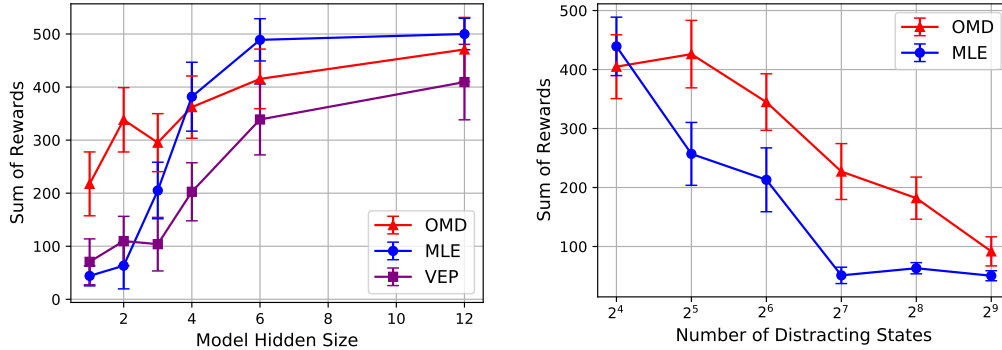 500
400
300
200
100
0
Sum of Rewards
2
4
6
8
10
12
Model Hidden Size
OMD
MLE
VEP
500
400
300
200
100
Sum of Rewards
2^4
2^5
2^6
2^7
2^8
2^9
Number of Distracting States
OMD
MLE